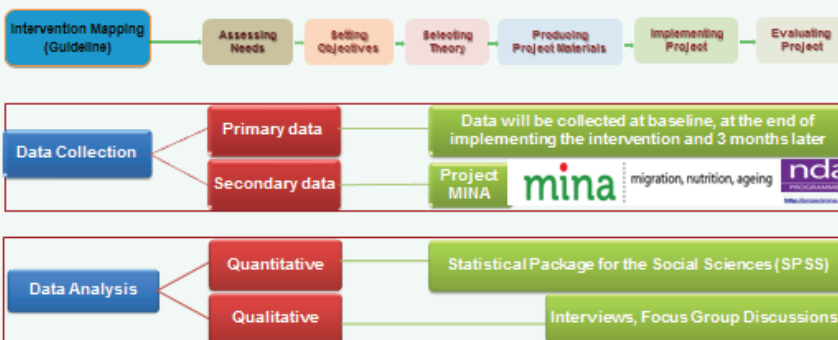 Intervention Mapping
(Guideline)
Assessing
Needs
Setting
Objectives
Selecting
Theory
Producing
Project Materials
Implementing
Project
Evaluating
Project
Data Collection
Primary data
Data will be collected at baseline, at the end of
implementing the intervention and 3 months later
Secondary data
Project
MINA
mina
migration, nutrition, ageing
nda
PROGRAMME
Data Analysis
Quantitative
Statistical Package for the Social Sciences (SPSS)
Qualitative
Interviews, Focus Group Discussions